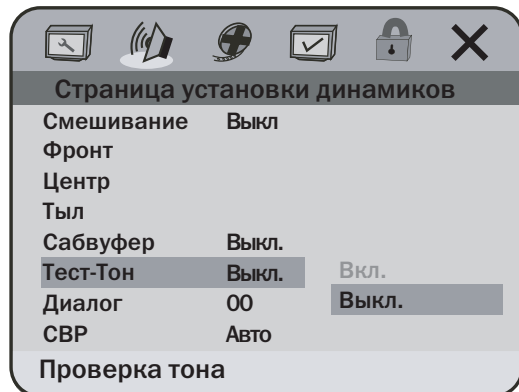 Страница установки динамиков
Смешивание Выкл
Фронт
Центр
Тыл
Сабвуфер Выкл.
Тест-Тон Выкл. Вкл.
Диалог 00 Выкл.
СВР Авто
Проверка тона